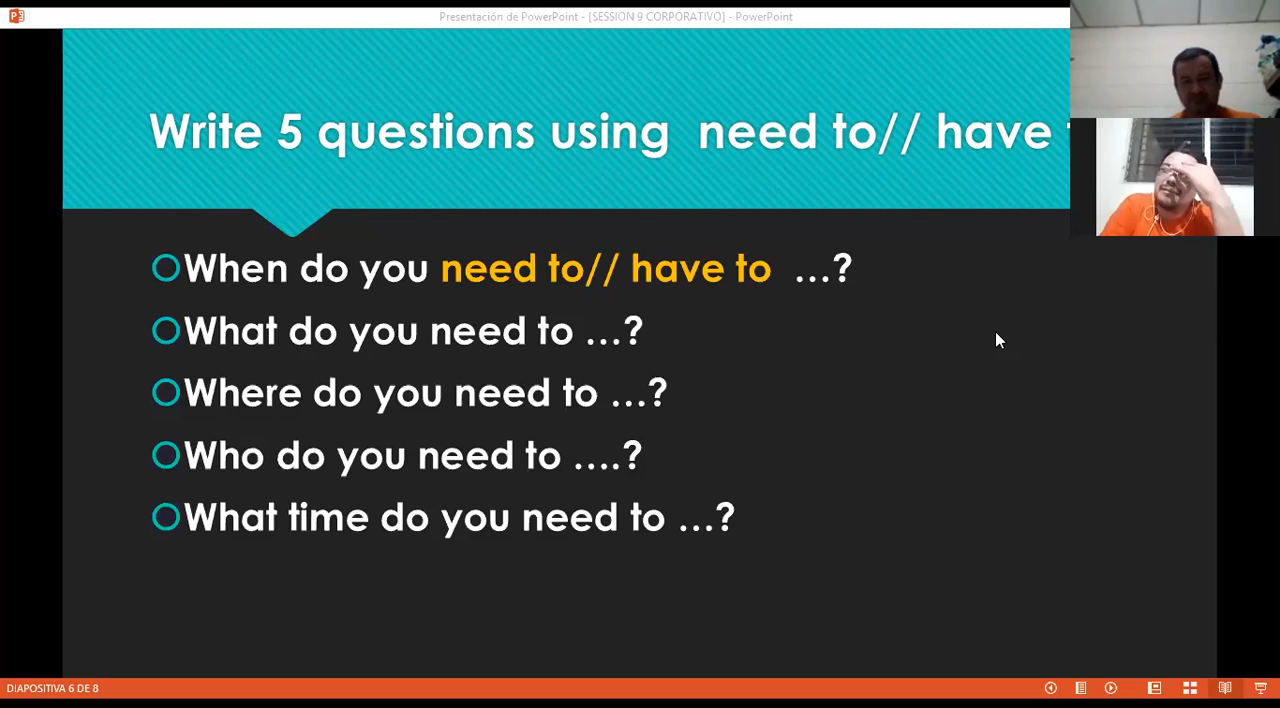 Presentación de PowerPoint - [SESSION 9 CORPORATIVO] - PowerPoint
Write 5 questions using need to// have
When do you need to// have to …?
What do you need to …?
Where do you need to …?
Who do you need to ….?
What time do you need to …?
DIAPOSITIVA 6 DE 8